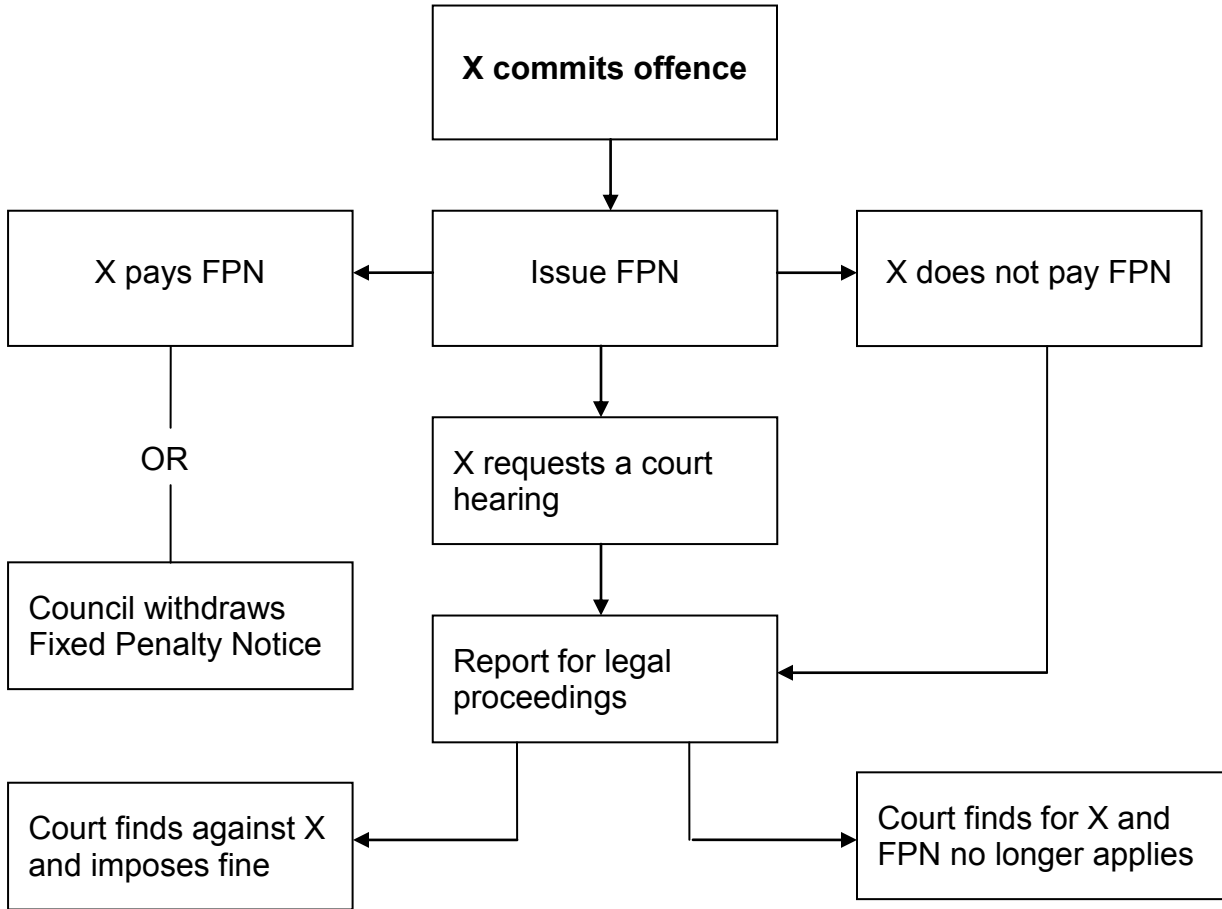 X commits offence
X pays FPN
Issue FPN
X does not pay FPN
X requests a court
hearing
OR
Council withdraws
Fixed Penalty Notice
Report for legal
proceedings
Court finds against X
and imposes fine
Court finds for X and
FPN no longer applies